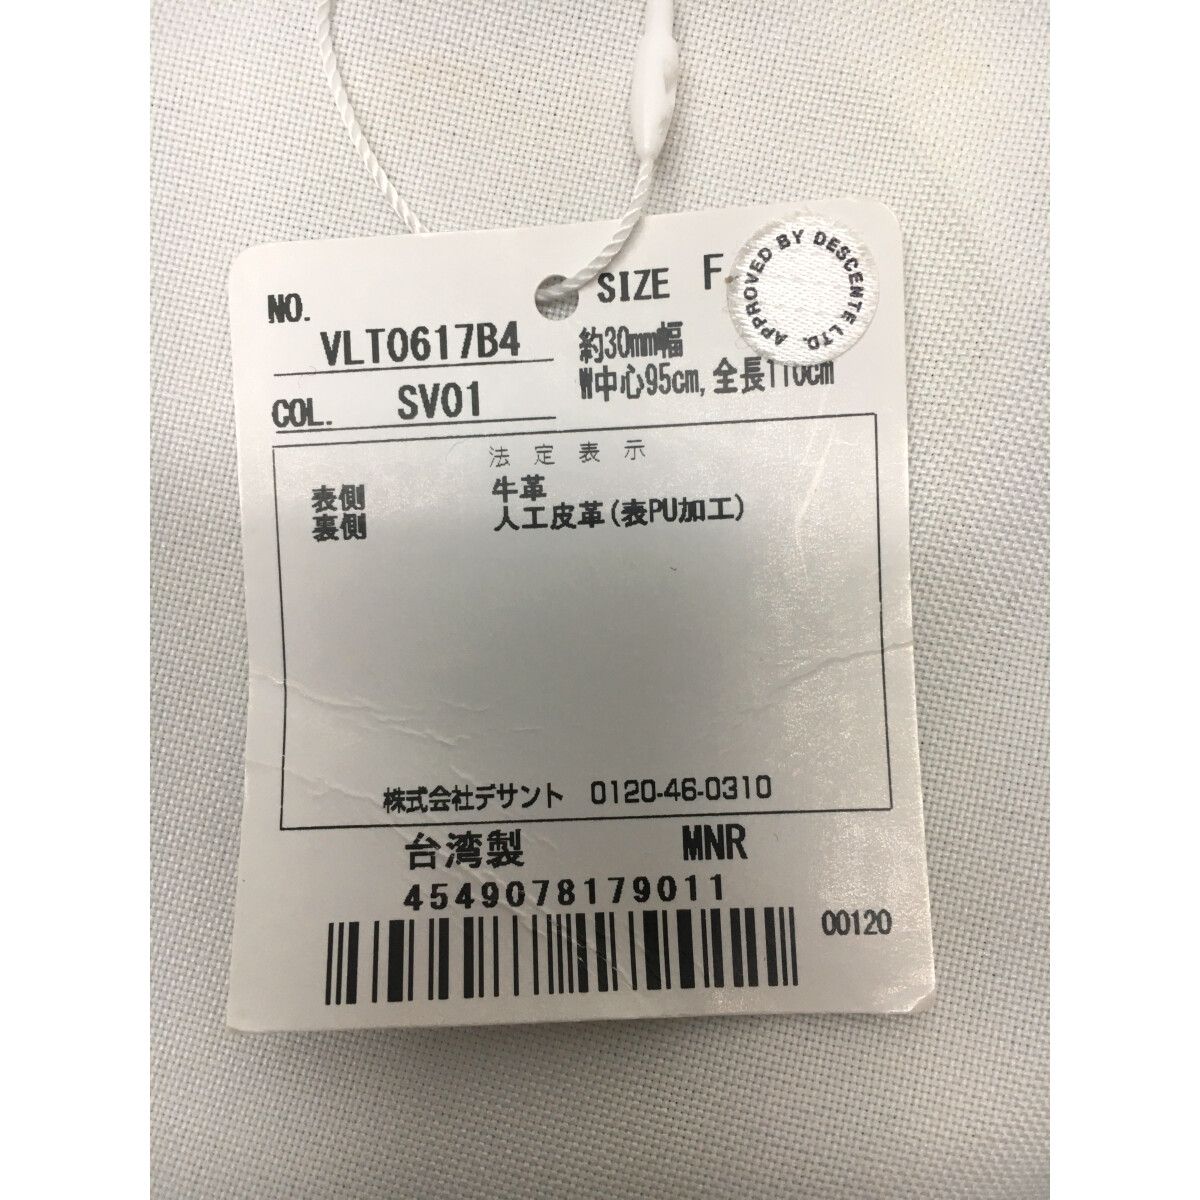 NO.
VLT0617B4
COL. SV01
SIZE F
約30mm幅
W中心95cm, 全長110cm
APPROVED BY DESCENTE LTD.
法定表示
表側 牛革
裏側 人工皮革(表PU加工)
株式会社デサント 0120-46-0310
台湾製 MNR
4549078179011
00120